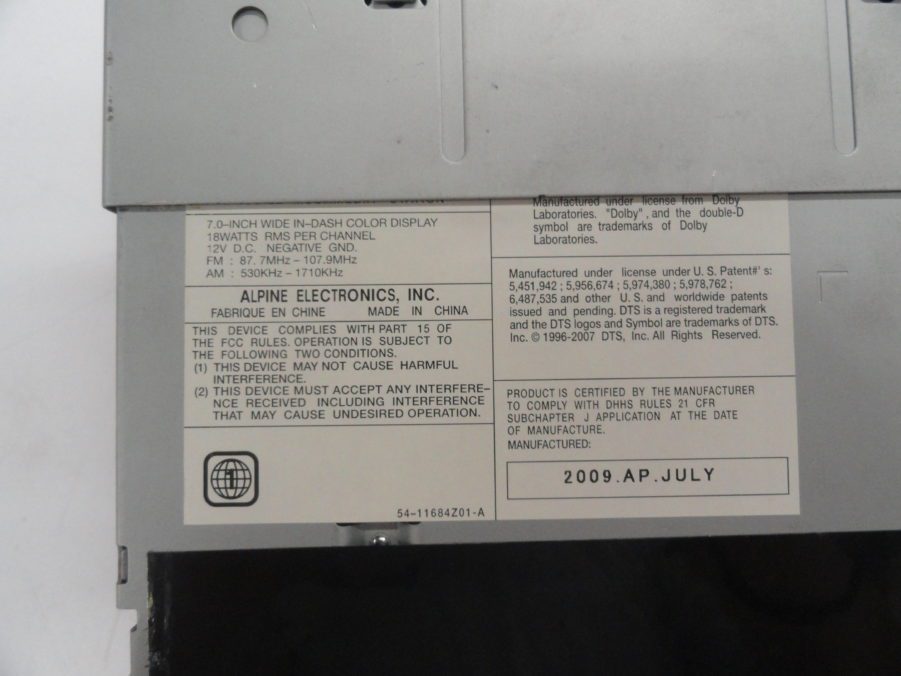 7.0-INCH WIDE IN-DASH COLOR DISPLAY
18WATTS RMS PER CHANNEL
12V D.C. NEGATIVE GND.
FM : 87.7MHz - 107.9MHz
AM : 530KHz - 1710KHz
ALPINE ELECTRONICS, INC.
FABRIQUE EN CHINE MADE IN CHINA
THIS DEVICE COMPLIES WITH PART 15 OF
THE FCC RULES. OPERATION IS SUBJECT TO
THE FOLLOWING TWO CONDITIONS.
(1) THIS DEVICE MAY NOT CAUSE HARMFUL
INTERFERENCE.
(2) THIS DEVICE MUST ACCEPT ANY INTERFERE-
NCE RECEIVED INCLUDING INTERFERENCE
THAT MAY CAUSE UNDESIRED OPERATION.
1
54-11684Z01-A
Manufactured under license from Dolby
Laboratories. "Dolby", and the double-D
symbol are trademarks of Dolby
Laboratories.
Manufactured under license under U.S. Patent#' s:
5,451,942 ; 5,956,674 ; 5,974,380 ; 5,978,762 ;
6,487,535 and other U.S. and worldwide patents
issued and pending. DTS is a registered trademark
and the DTS logos and Symbol are trademarks of DTS.
Inc. © 1996-2007 DTS, Inc. All Rights Reserved.
PRODUCT IS CERTIFIED BY THE MANUFACTURER
TO COMPLY WITH DHHS RULES 21 CFR
SUBCHAPTER J APPLICATION AT THE DATE
OF MANUFACTURE.
MANUFACTURED:
2009.AP.JULY